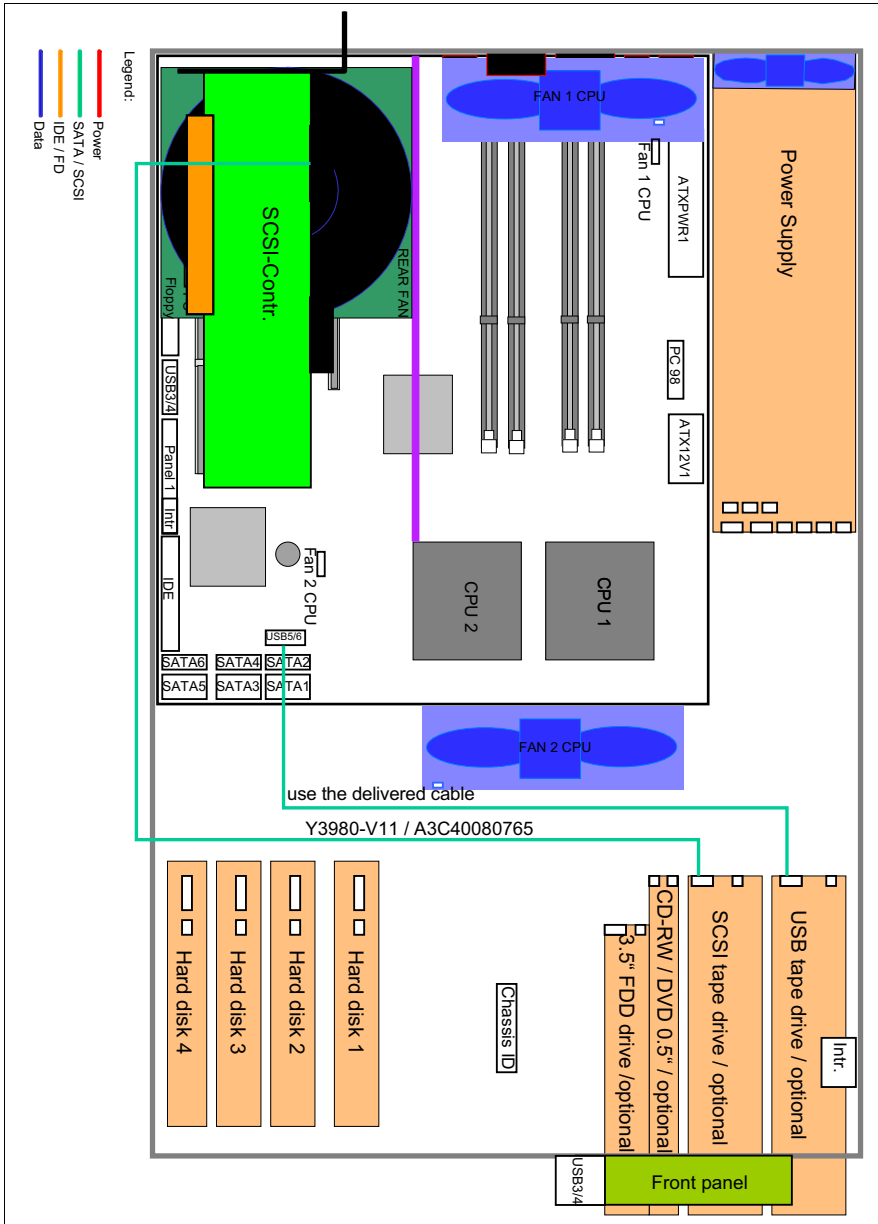 Legend:
Power
SATA / SCSI
IDE / FD
Data
FAN 1 CPU
Fan 1 CPU
ATXPWR1
Power Supply
SCSI-Contr.
REAR FAN
Floppy
USB3/4
PC 98
ATX12V1
Panel 1
Intr
IDE
Fan 2 CPU
CPU 2
CPU 1
USB5/6
SATA6
SATA4
SATA2
SATA5
SATA3
SATA1
FAN 2 CPU
use the delivered cable
Y3980-V11 / A3C40080765
Hard disk 4
Hard disk 3
Hard disk 2
Hard disk 1
Chassis ID
3.5“ FDD drive /optional
CD-RW / DVD 0.5“ / optional
SCSI tape drive / optional
USB tape drive / optional
Intr.
USB3/4
Front panel